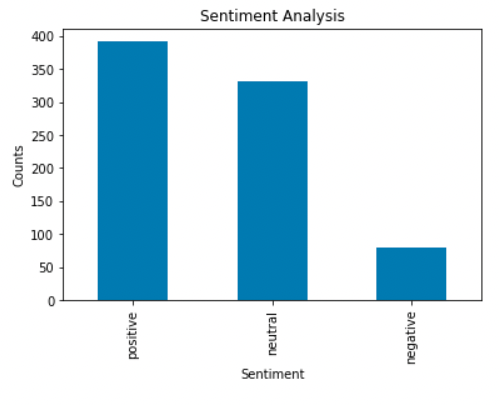 Sentiment Analysis
400
350
300
250
200
150
100
50
0
Counts
positive
neutral
negative
Sentiment